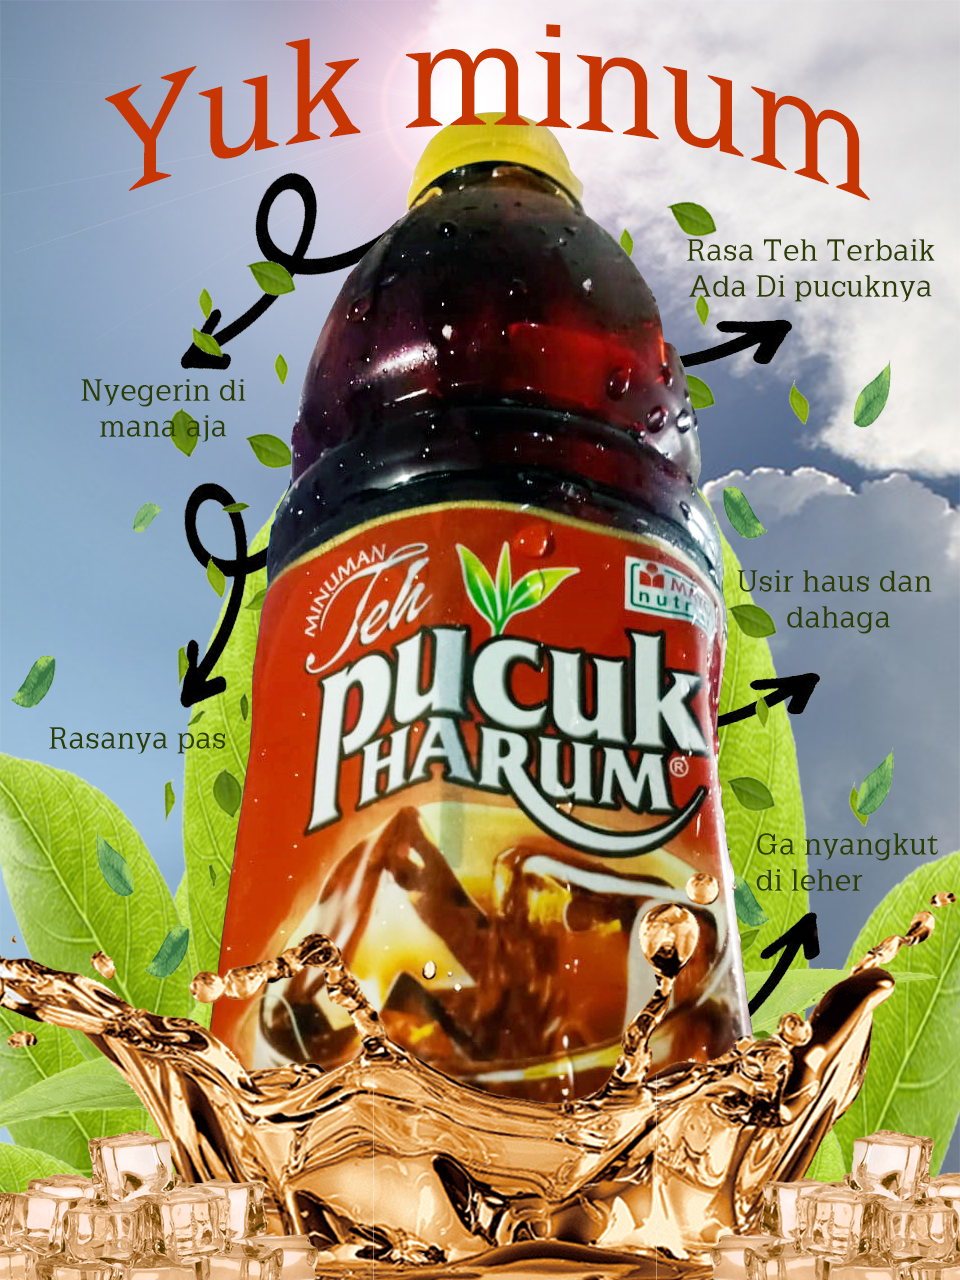 Yuk minum
Rasa Teh Terbaik
Ada Di pucuknya
Nyegerin di
mana aja
MINUMAN
Teh
pucuk
HARUM®
nutr
Usir haus dan
dahaga
Rasanya pas
Ga nyangkut
di leher